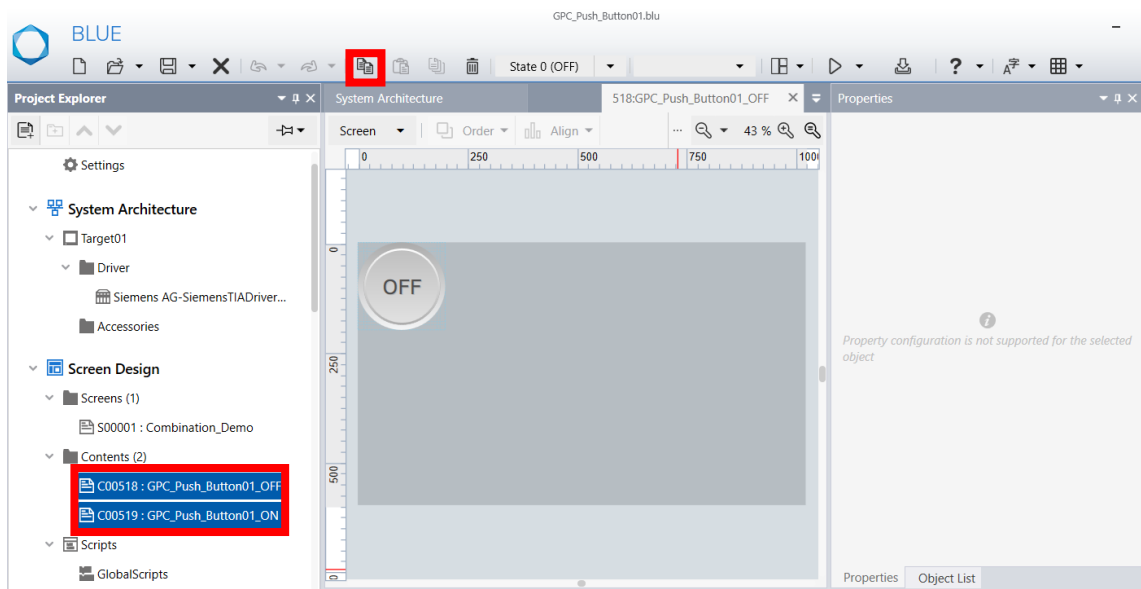 GPC_Push_Button01.blu
BLUE
State 0 (OFF)
Project Explorer
System Architecture
518:GPC_Push_Button01_OFF
Properties
Screen
Order
Align
...
43 %
0 250 500 750 100
Settings
System Architecture
Target01
Driver
Siemens AG-SiemensTIADriver...
Accessories
Screen Design
Screens (1)
S00001 : Combination_Demo
Contents (2)
C00518 : GPC_Push_Button01_OFF
C00519 : GPC_Push_Button01_ON
Scripts
GlobalScripts
0
250
500
OFF
Property configuration is not supported for the selected
object
Properties
Object List